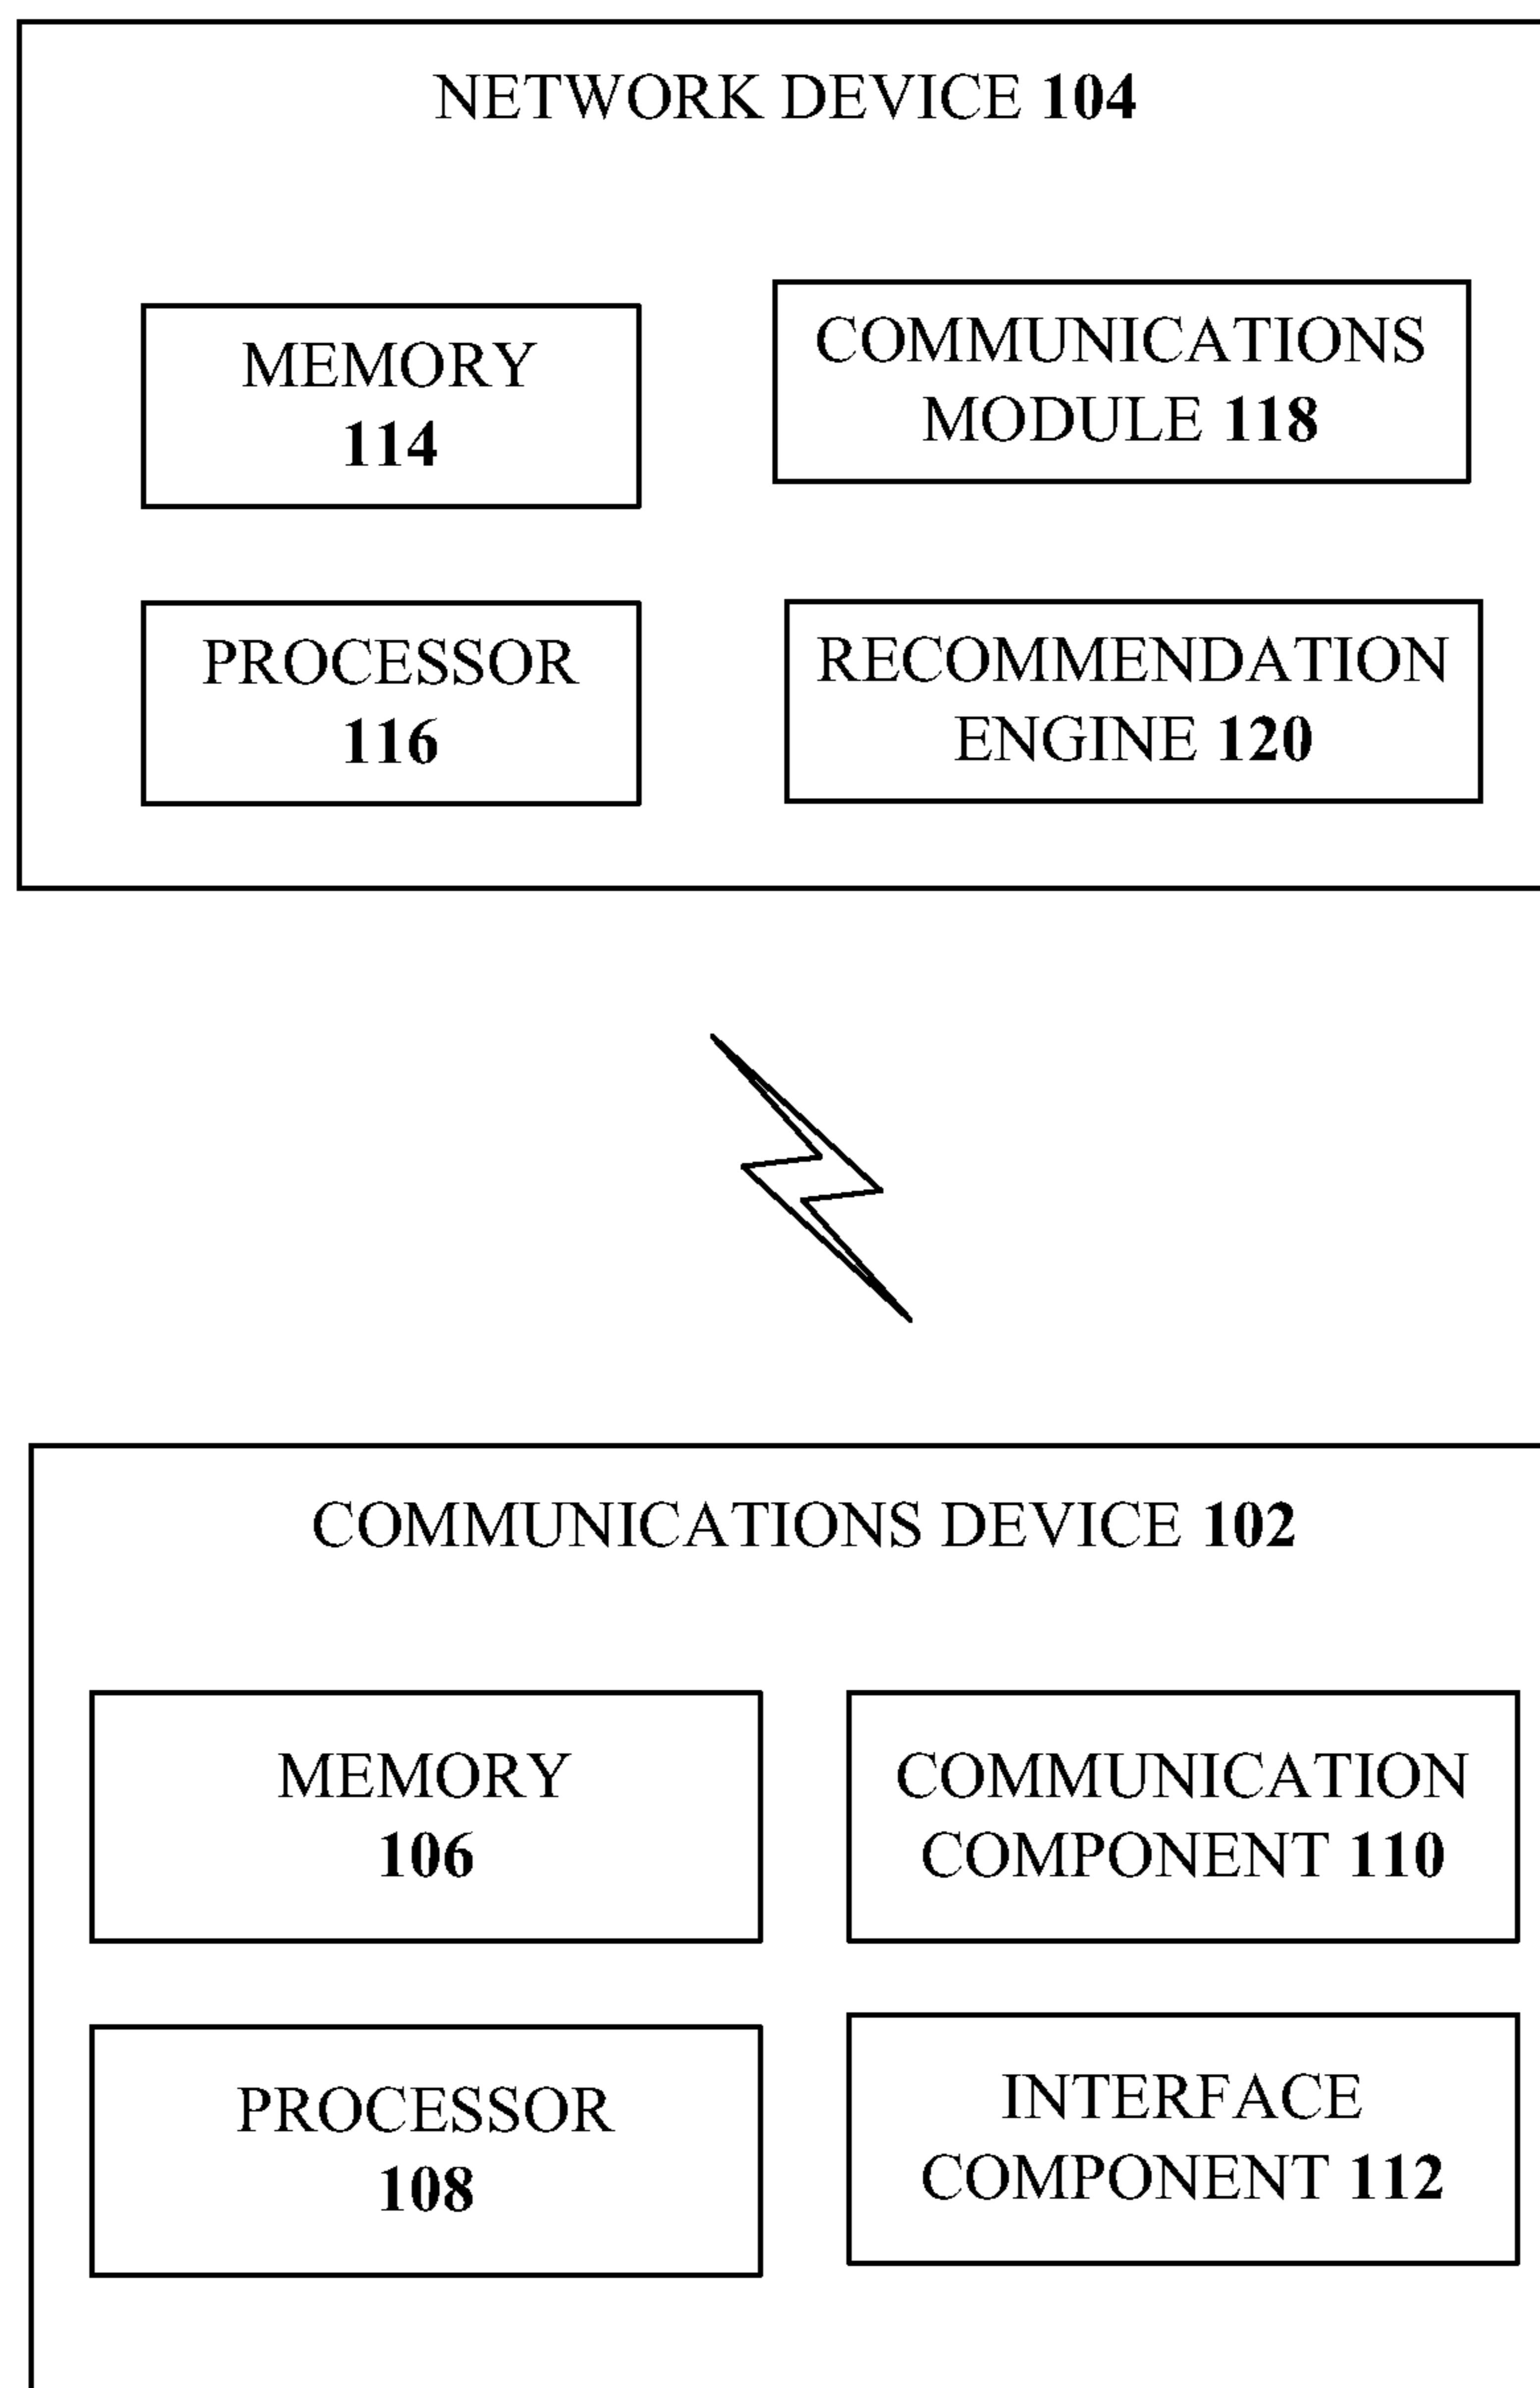 NETWORK DEVICE 104
MEMORY
114
COMMUNICATIONS
MODULE 118
PROCESSOR
116
RECOMMENDATION
ENGINE 120
COMMUNICATIONS DEVICE 102
MEMORY
106
COMMUNICATION
COMPONENT 110
PROCESSOR
108
INTERFACE
COMPONENT 112